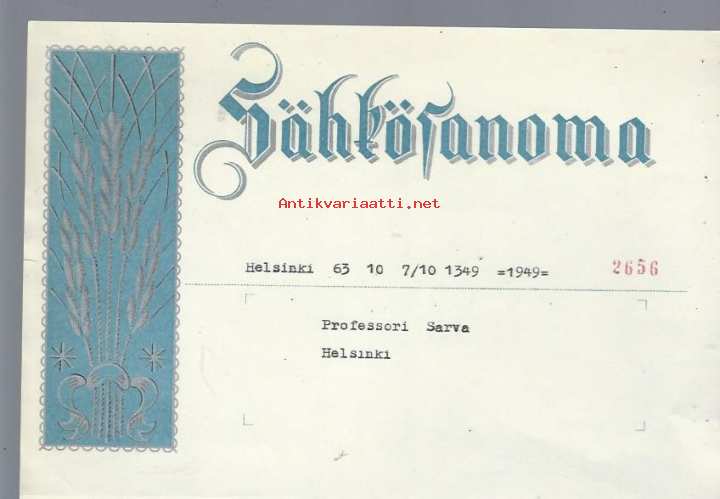 Sähkösanoma
Antikvariaatti.net
Helsinki 63 10 7/10 1349 =1949= 2656
Professori Sarva
Helsinki